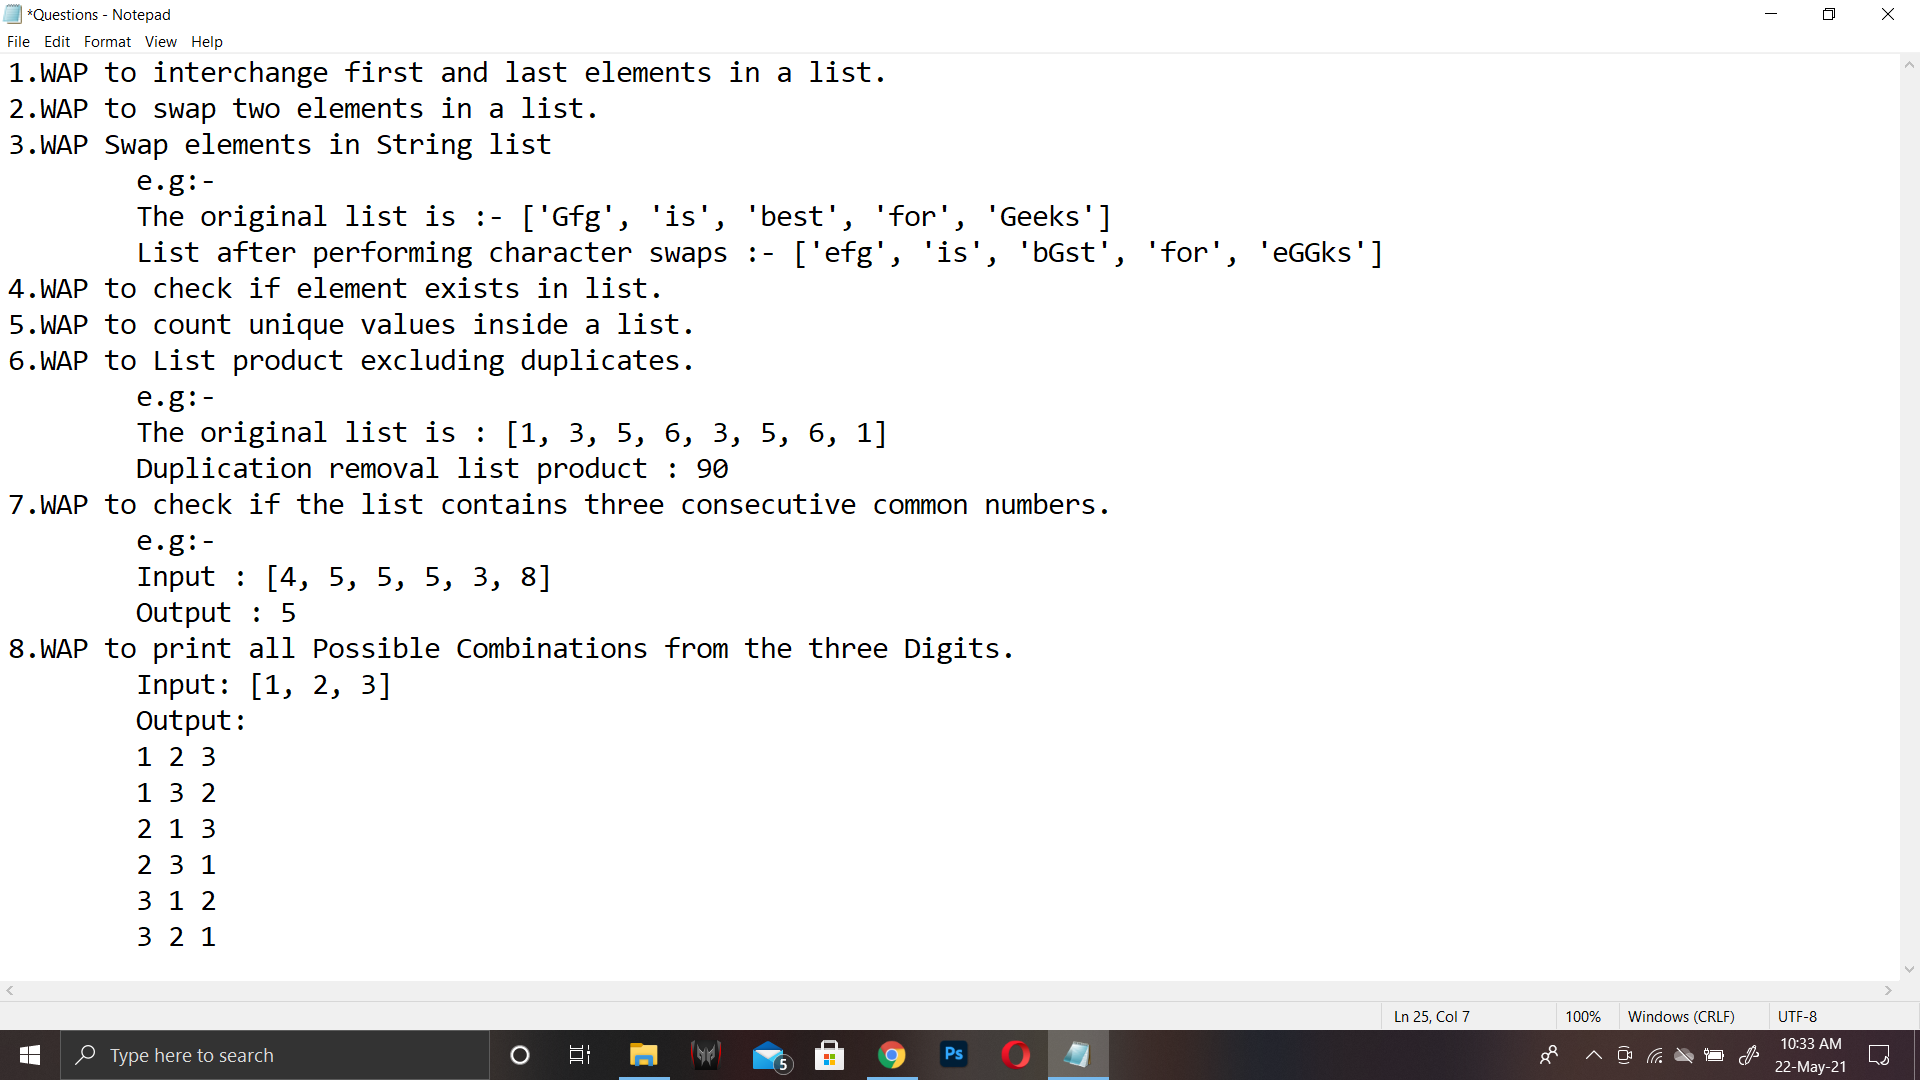 *Questions - Notepad
File Edit Format View Help
1.WAP to interchange first and last elements in a list.
2.WAP to swap two elements in a list.
3.WAP Swap elements in String list
e.g:-
The original list is :- ['Gfg', 'is', 'best', 'for', 'Geeks']
List after performing character swaps :- ['efg', 'is', 'bGst', 'for', 'eGGks']
4.WAP to check if element exists in list.
5.WAP to count unique values inside a list.
6.WAP to List product excluding duplicates.
e.g:-
The original list is : [1, 3, 5, 6, 3, 5, 6, 1]
Duplication removal list product : 90
7.WAP to check if the list contains three consecutive common numbers.
e.g:-
Input : [4, 5, 5, 5, 3, 8]
Output : 5
8.WAP to print all Possible Combinations from the three Digits.
Input: [1, 2, 3]
Output:
1 2 3
1 3 2
2 1 3
2 3 1
3 1 2
3 2 1
Ln 25, Col 7 100% Windows (CRLF) UTF-8
Type here to search
5
Ps
10:33 AM
22-May-21